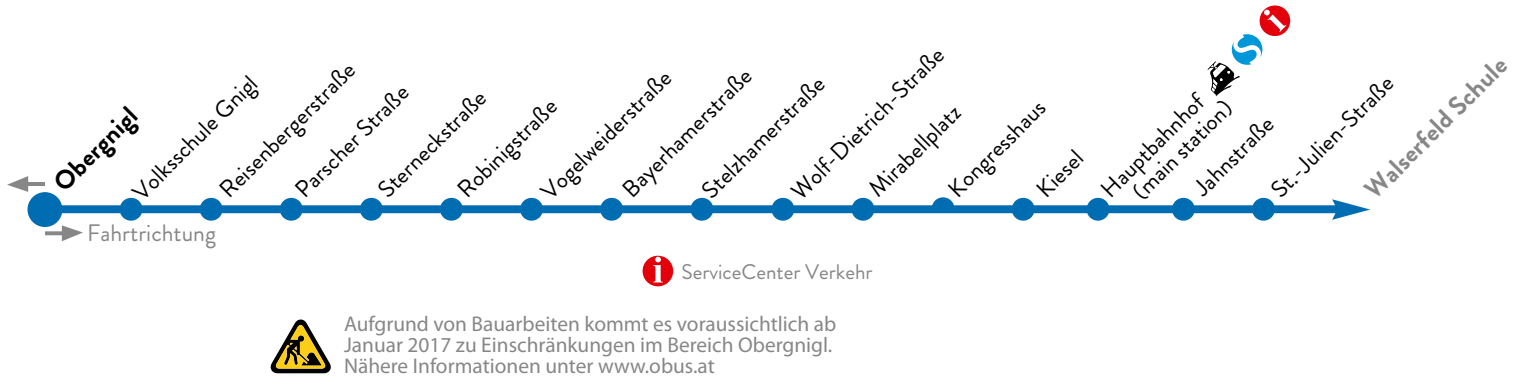 Obergnigl
Volksschule Gnigl
Reisenbergerstraße
Parscher Straße
Sterneckstraße
Robinigstraße
Vogelweiderstraße
Bayerhamerstraße
Stelzhamerstraße
Wolf-Dietrich-Straße
Mirabellplatz
Kongresshaus
Kiesel
Hauptbahnhof
(main station)
Jahnstraße
St.-Julien-Straße
Walserfeld Schule
Fahrtrichtung
i ServiceCenter Verkehr
Aufgrund von Bauarbeiten kommt es voraussichtlich ab
Januar 2017 zu Einschränkungen im Bereich Obergnigl.
Nähere Informationen unter www.obus.at